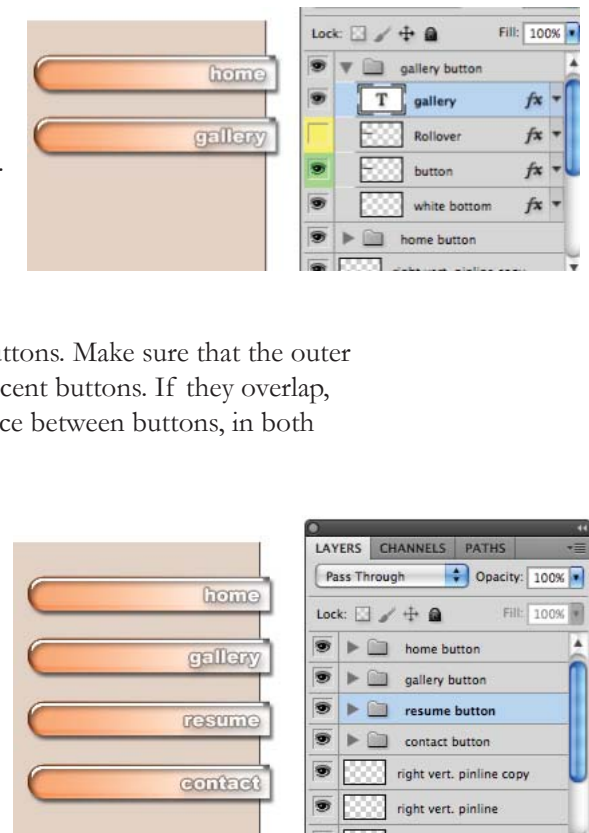 home
gallery
Lock: Fill: 100%
gallery button
T gallery fx
Rollover fx
button fx
white bottom fx
home button
.
uttons. Make sure that the outer
cent buttons. If they overlap,
ce between buttons, in both
home
gallery
resume
contact
LAYERS CHANNELS PATHS
Pass Through Opacity: 100%
Lock: Fill: 100%
home button
gallery button
resume button
contact button
right vert. pinline copy
right vert. pinline